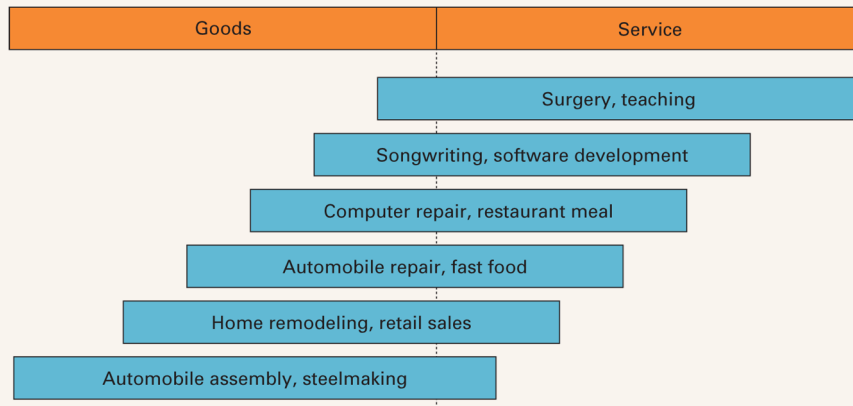 Goods
Service
Surgery, teaching
Songwriting, software development
Computer repair, restaurant meal
Automobile repair, fast food
Home remodeling, retail sales
Automobile assembly, steelmaking